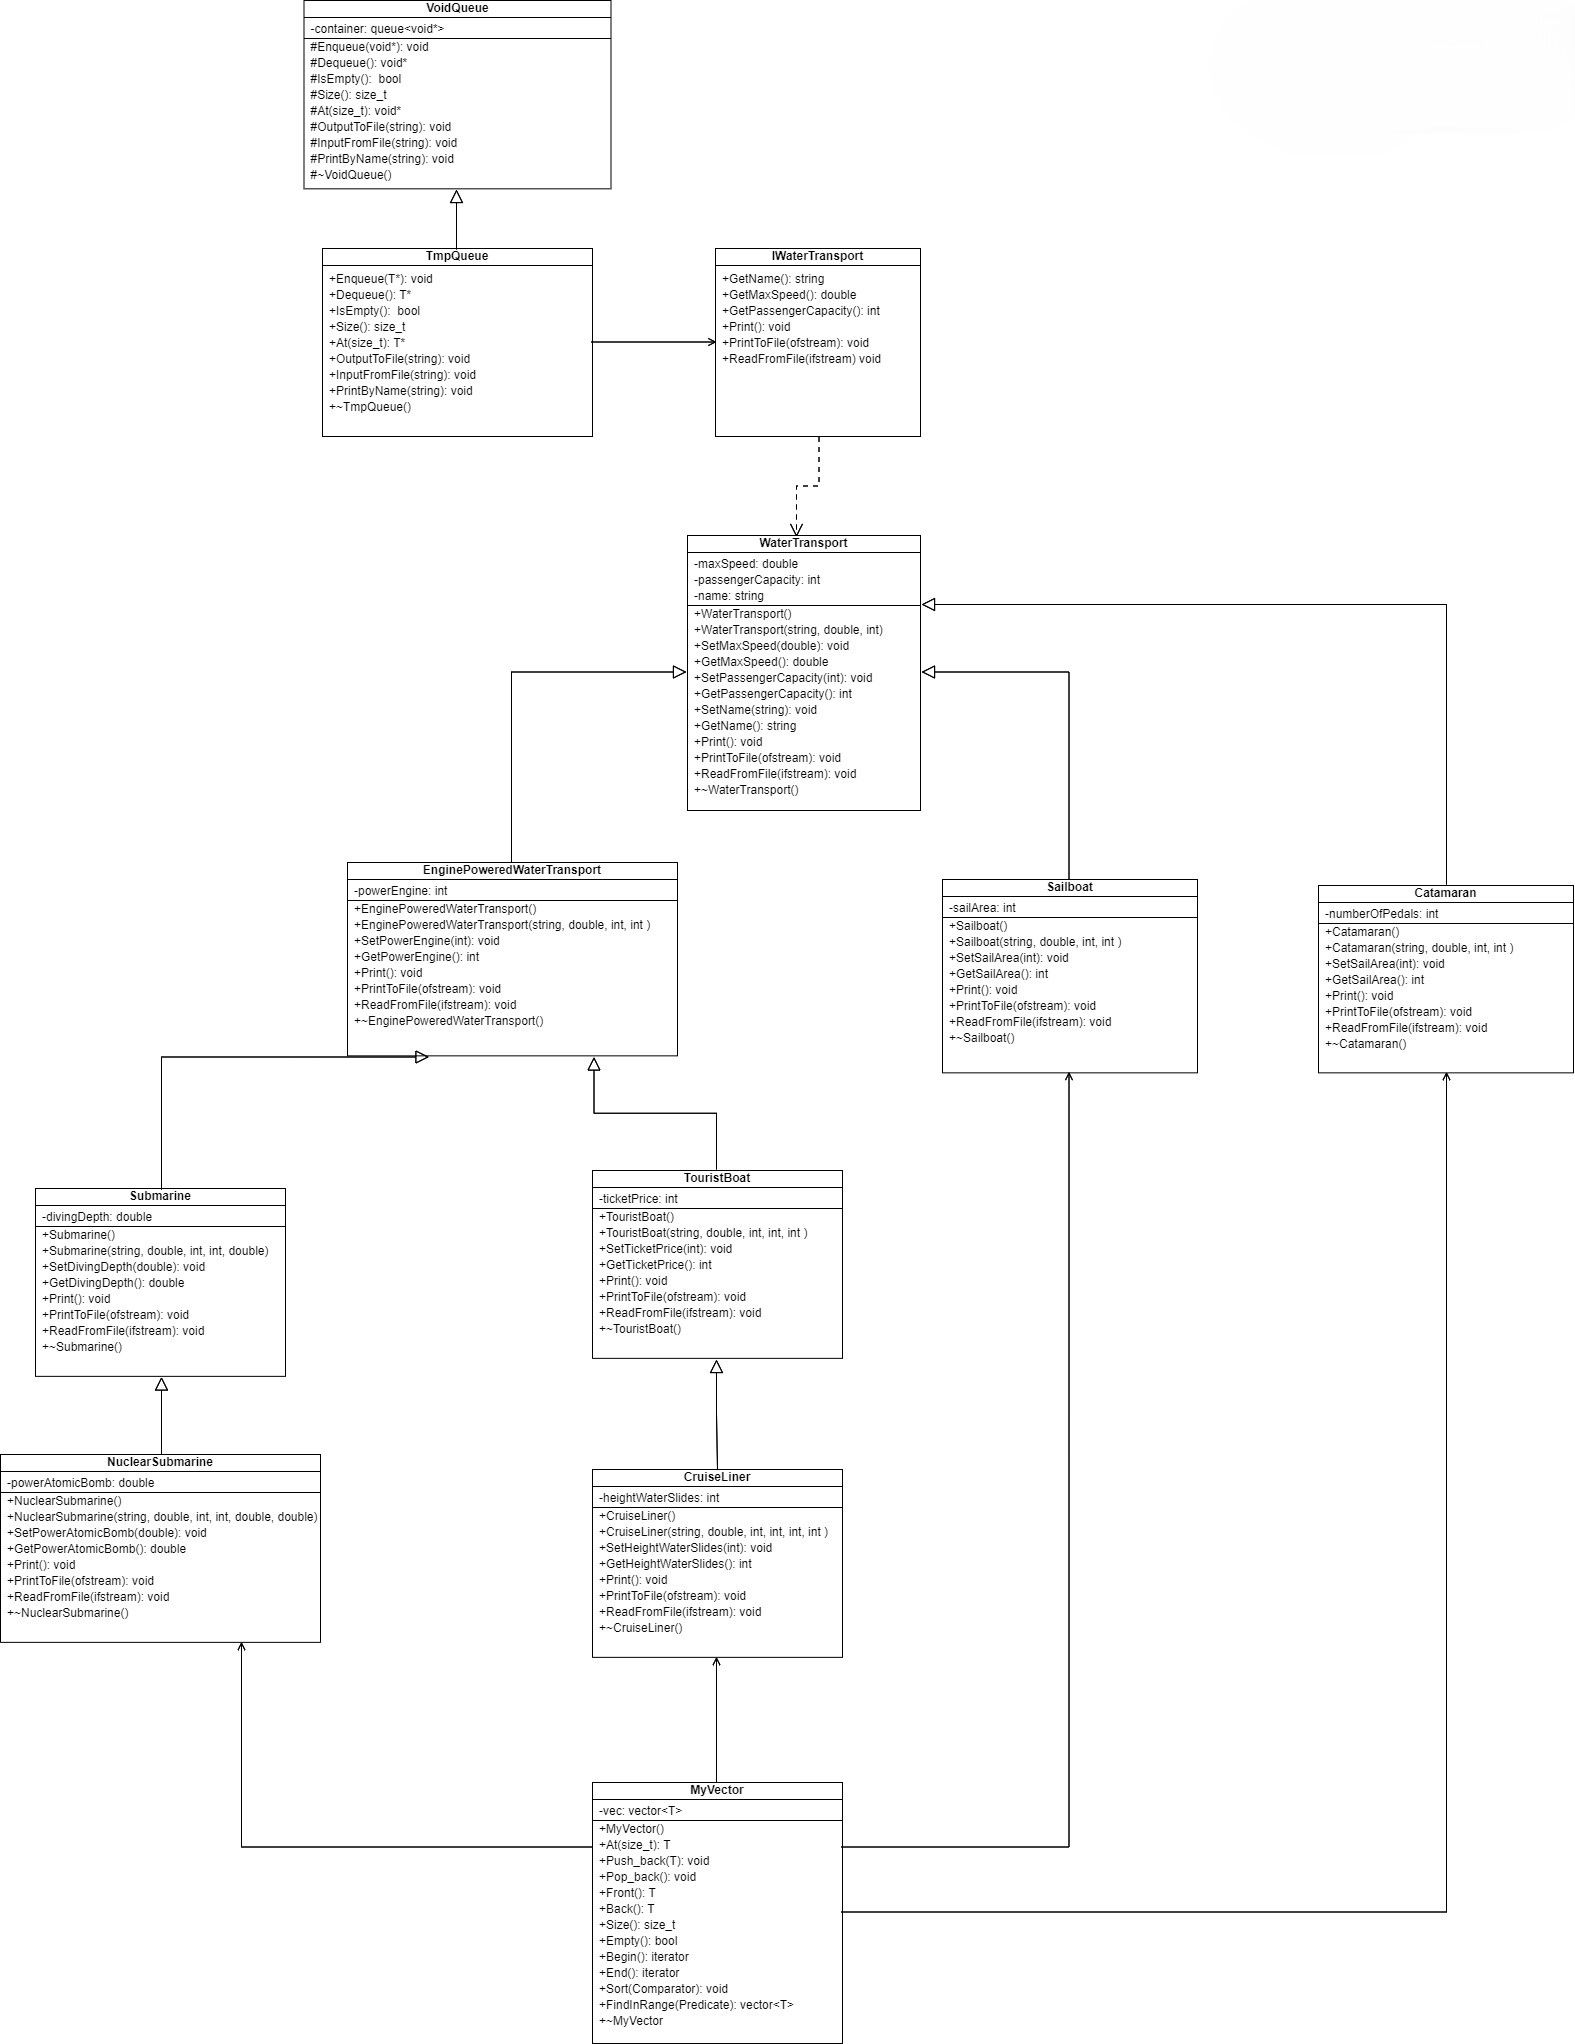 VoidQueue
-container: queue<void*>
#Enqueue(void*): void
#Dequeue(): void*
#IsEmpty():  bool
#Size(): size_t
#At(size_t): void*
#OutputToFile(string): void
#InputFromFile(string): void
#PrintByName(string): void
#~VoidQueue()
TmpQueue
+Enqueue(T*): void
+Dequeue(): T*
+IsEmpty():  bool
+Size(): size_t
+At(size_t): T*
+OutputToFile(string): void
+InputFromFile(string): void
+PrintByName(string): void
+~TmpQueue()
IWaterTransport
+GetName(): string
+GetMaxSpeed(): double
+GetPassengerCapacity(): int
+Print(): void
+PrintToFile(ofstream): void
+ReadFromFile(ifstream) void
WaterTransport
-maxSpeed: double
-passengerCapacity: int
-name: string
+WaterTransport()
+WaterTransport(string, double, int)
+SetMaxSpeed(double): void
+GetMaxSpeed(): double
+SetPassengerCapacity(int): void
+GetPassengerCapacity(): int
+SetName(string): void
+GetName(): string
+Print(): void
+PrintToFile(ofstream): void
+ReadFromFile(ifstream): void
+~WaterTransport()
EnginePoweredWaterTransport
-powerEngine: int
+EnginePoweredWaterTransport()
+EnginePoweredWaterTransport(string, double, int, int )
+SetPowerEngine(int): void
+GetPowerEngine(): int
+Print(): void
+PrintToFile(ofstream): void
+ReadFromFile(ifstream): void
+~EnginePoweredWaterTransport()
Sailboat
-sailArea: int
+Sailboat()
+Sailboat(string, double, int, int )
+SetSailArea(int): void
+GetSailArea(): int
+Print(): void
+PrintToFile(ofstream): void
+ReadFromFile(ifstream): void
+~Sailboat()
Catamaran
-numberOfPedals: int
+Catamaran()
+Catamaran(string, double, int, int )
+SetSailArea(int): void
+GetSailArea(): int
+Print(): void
+PrintToFile(ofstream): void
+ReadFromFile(ifstream): void
+~Catamaran()
Submarine
-divingDepth: double
+Submarine()
+Submarine(string, double, int, int, double)
+SetDivingDepth(double): void
+GetDivingDepth(): double
+Print(): void
+PrintToFile(ofstream): void
+ReadFromFile(ifstream): void
+~Submarine()
TouristBoat
-ticketPrice: int
+TouristBoat()
+TouristBoat(string, double, int, int, int )
+SetTicketPrice(int): void
+GetTicketPrice(): int
+Print(): void
+PrintToFile(ofstream): void
+ReadFromFile(ifstream): void
+~TouristBoat()
NuclearSubmarine
-powerAtomicBomb: double
+NuclearSubmarine()
+NuclearSubmarine(string, double, int, int, double, double)
+SetPowerAtomicBomb(double): void
+GetPowerAtomicBomb(): double
+Print(): void
+PrintToFile(ofstream): void
+ReadFromFile(ifstream): void
+~NuclearSubmarine()
CruiseLiner
-heightWaterSlides: int
+CruiseLiner()
+CruiseLiner(string, double, int, int, int, int )
+SetHeightWaterSlides(int): void
+GetHeightWaterSlides(): int
+Print(): void
+PrintToFile(ofstream): void
+ReadFromFile(ifstream): void
+~CruiseLiner()
MyVector
-vec: vector<T>
+MyVector()
+At(size_t): T
+Push_back(T): void
+Pop_back(): void
+Front(): T
+Back(): T
+Size(): size_t
+Empty(): bool
+Begin(): iterator
+End(): iterator
+Sort(Comparator): void
+FindInRange(Predicate): vector<T>
+~MyVector